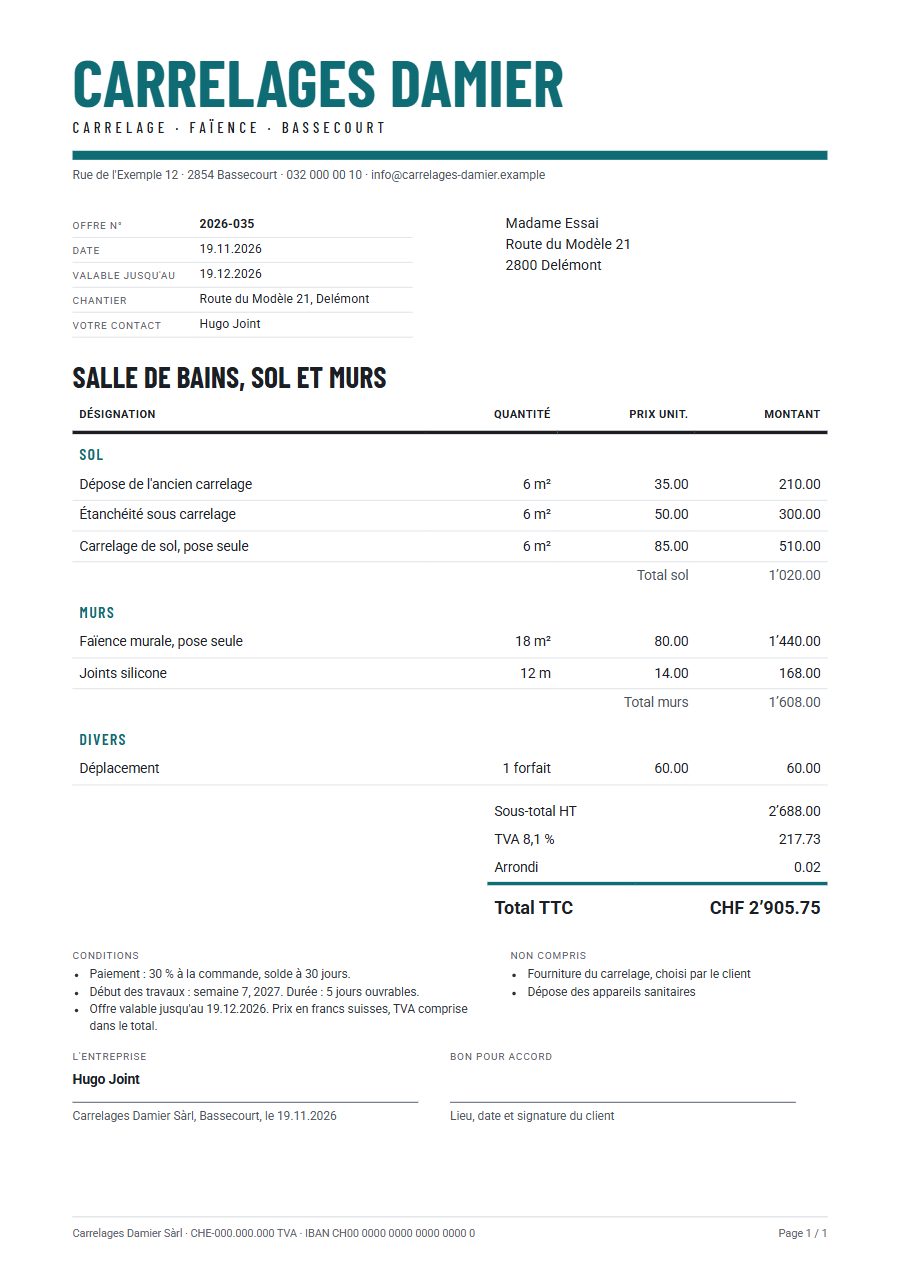 CARRELAGES DAMIER
CARRELAGE · FAÏENCE · BASSECOURT
Rue de l'Exemple 12 · 2854 Bassecourt · 032 000 00 10 · info@carrelages-damier.example
OFFRE N° 2026-035
DATE 19.11.2026
VALABLE JUSQU'AU 19.12.2026
CHANTIER Route du Modèle 21, Delémont
VOTRE CONTACT Hugo Joint
Madame Essai
Route du Modèle 21
2800 Delémont
SALLE DE BAINS, SOL ET MURS
DÉSIGNATION QUANTITÉ PRIX UNIT. MONTANT
SOL
Dépose de l'ancien carrelage 6 m² 35.00 210.00
Étanchéité sous carrelage 6 m² 50.00 300.00
Carrelage de sol, pose seule 6 m² 85.00 510.00
Total sol 1’020.00
MURS
Faïence murale, pose seule 18 m² 80.00 1’440.00
Joints silicone 12 m 14.00 168.00
Total murs 1’608.00
DIVERS
Déplacement 1 forfait 60.00 60.00
Sous-total HT 2’688.00
TVA 8,1 % 217.73
Arrondi 0.02
Total TTC CHF 2’905.75
CONDITIONS
• Paiement : 30 % à la commande, solde à 30 jours.
• Début des travaux : semaine 7, 2027. Durée : 5 jours ouvrables.
• Offre valable jusqu'au 19.12.2026. Prix en francs suisses, TVA comprise
dans le total.
NON COMPRIS
• Fourniture du carrelage, choisi par le client
• Dépose des appareils sanitaires
L'ENTREPRISE
Hugo Joint
Carrelages Damier Sàrl, Bassecourt, le 19.11.2026
BON POUR ACCORD
Lieu, date et signature du client
Carrelages Damier Sàrl · CHE-000.000.000 TVA · IBAN CH00 0000 0000 0000 0000 0
Page 1 / 1